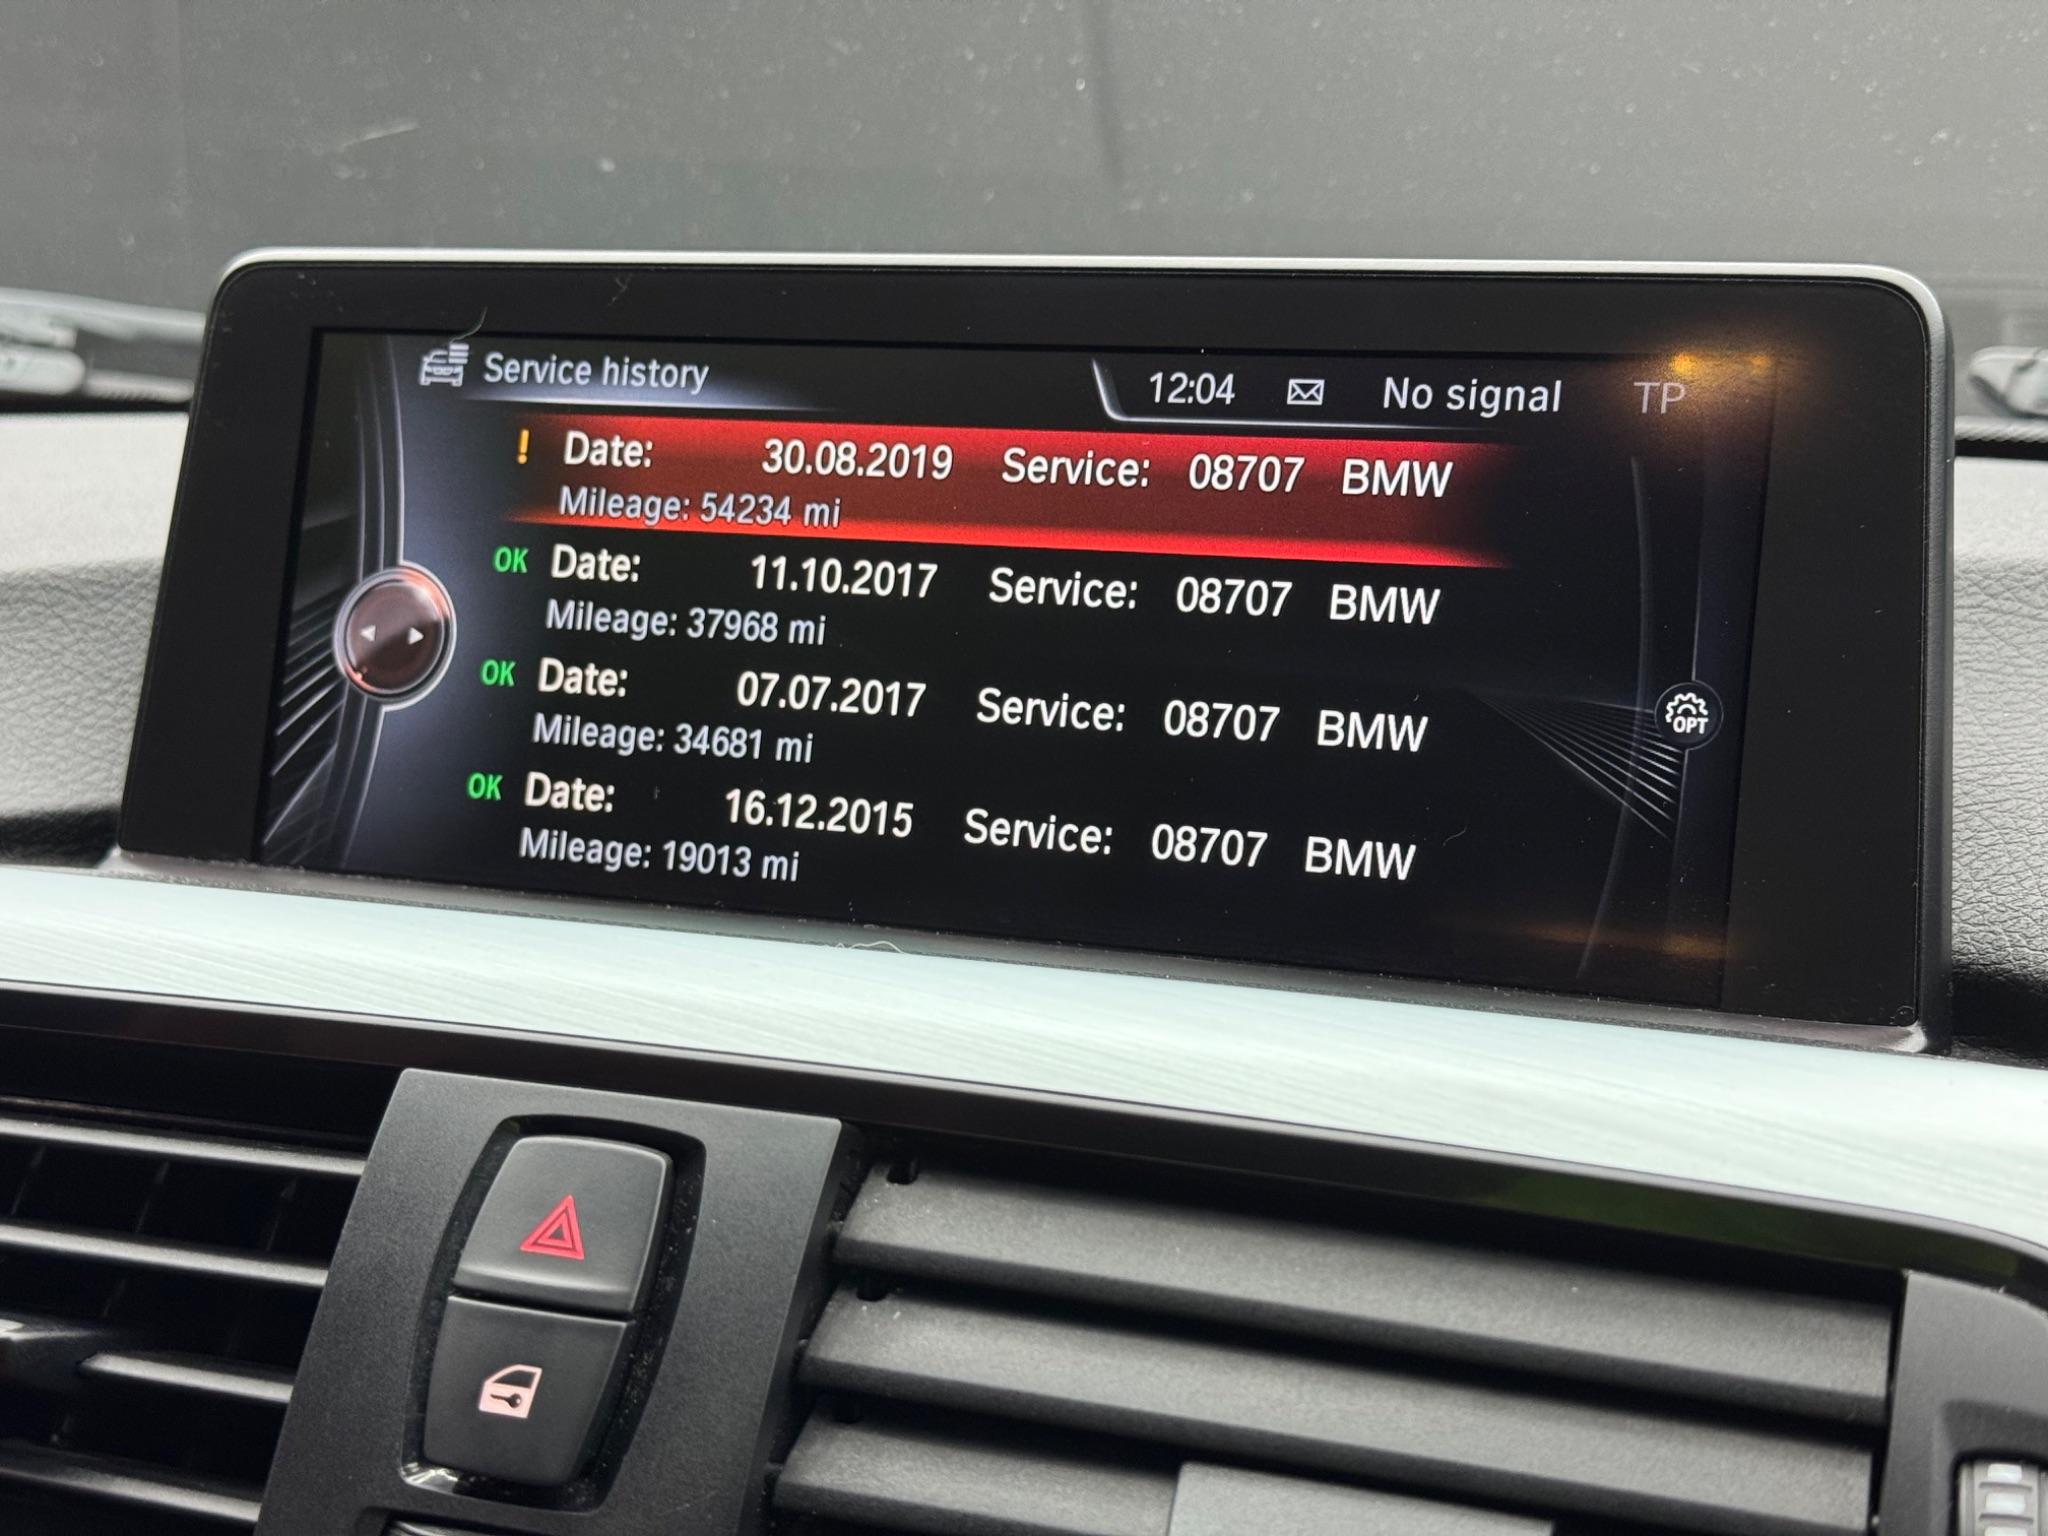 Service history
12:04 No signal TP
! Date: 30.08.2019 Service: 08707 BMW
Mileage: 54234 mi
OK Date: 11.10.2017 Service: 08707 BMW
Mileage: 37968 mi
OK Date: 07.07.2017 Service: 08707 BMW
Mileage: 34681 mi
OPT
OK Date: 16.12.2015 Service: 08707 BMW
Mileage: 19013 mi